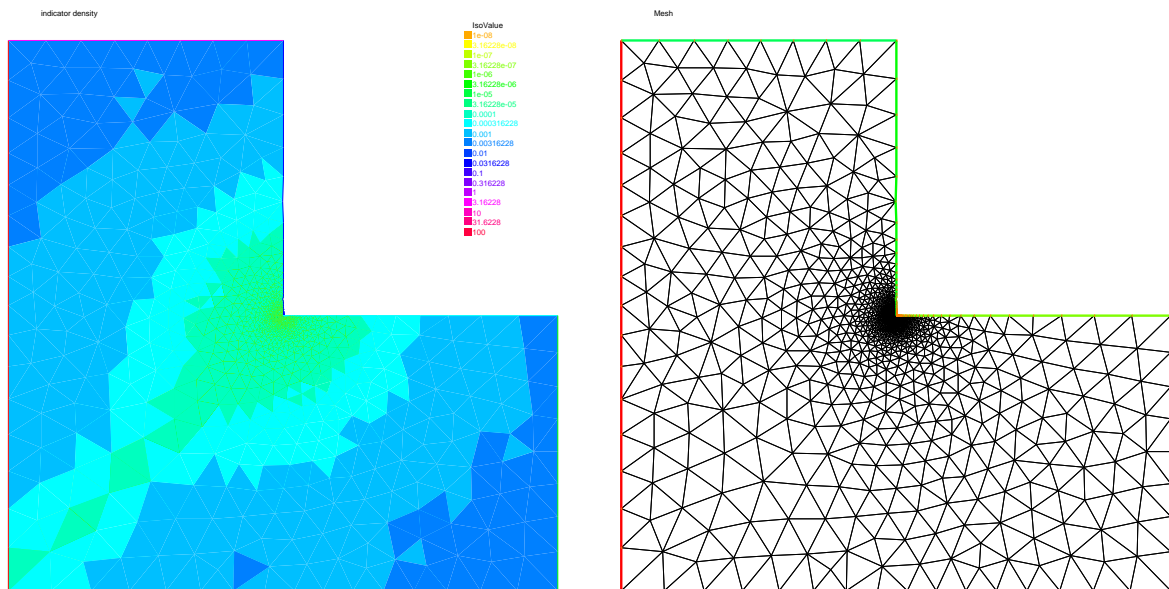 indicator density
IsoValue
1e-08
3.16228e-08
1e-07
3.16228e-07
1e-06
3.16228e-06
1e-05
3.16228e-05
0.0001
0.000316228
0.001
0.00316228
0.01
0.0316228
0.1
0.316228
1
3.16228
10
31.6228
100
Mesh